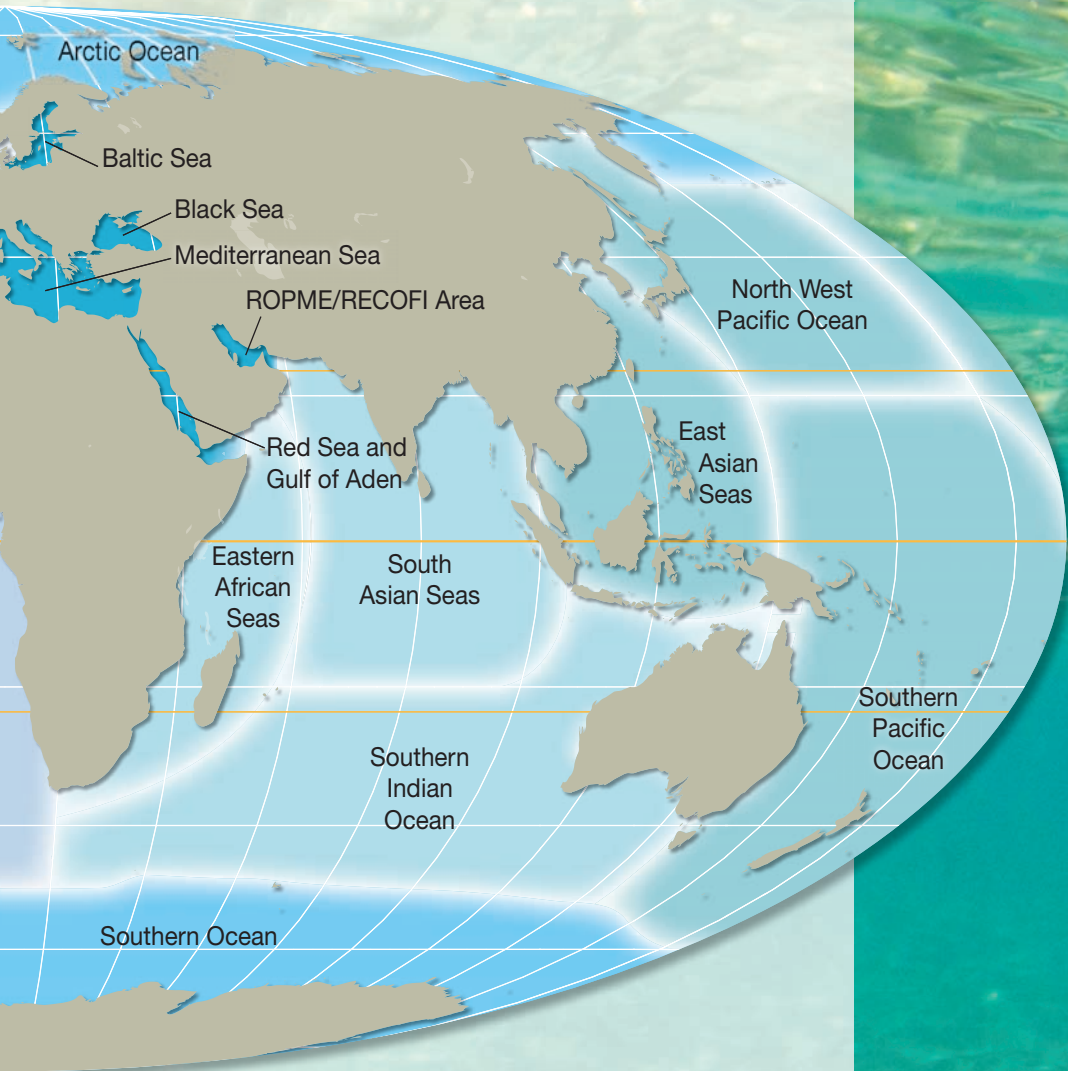 Arctic Ocean
Baltic Sea
Black Sea
Mediterranean Sea
ROPME/RECOFI Area
North West
Pacific Ocean
Red Sea and
Gulf of Aden
East
Asian
Seas
Eastern
African
Seas
South
Asian Seas
Southern
Pacific
Ocean
Southern
Indian
Ocean
Southern Ocean